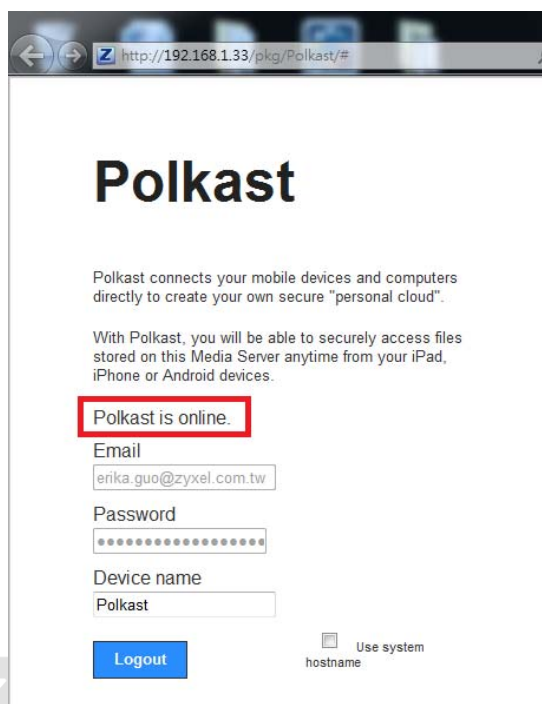 http://192.168.1.33/pkg/Polkast/#
Polkast
Polkast connects your mobile devices and computers
directly to create your own secure "personal cloud".
With Polkast, you will be able to securely access files
stored on this Media Server anytime from your iPad,
iPhone or Android devices.
Polkast is online.
Email
erika.guo@zyxel.com.tw
Password
Device name
Polkast
Logout
Use system
hostname